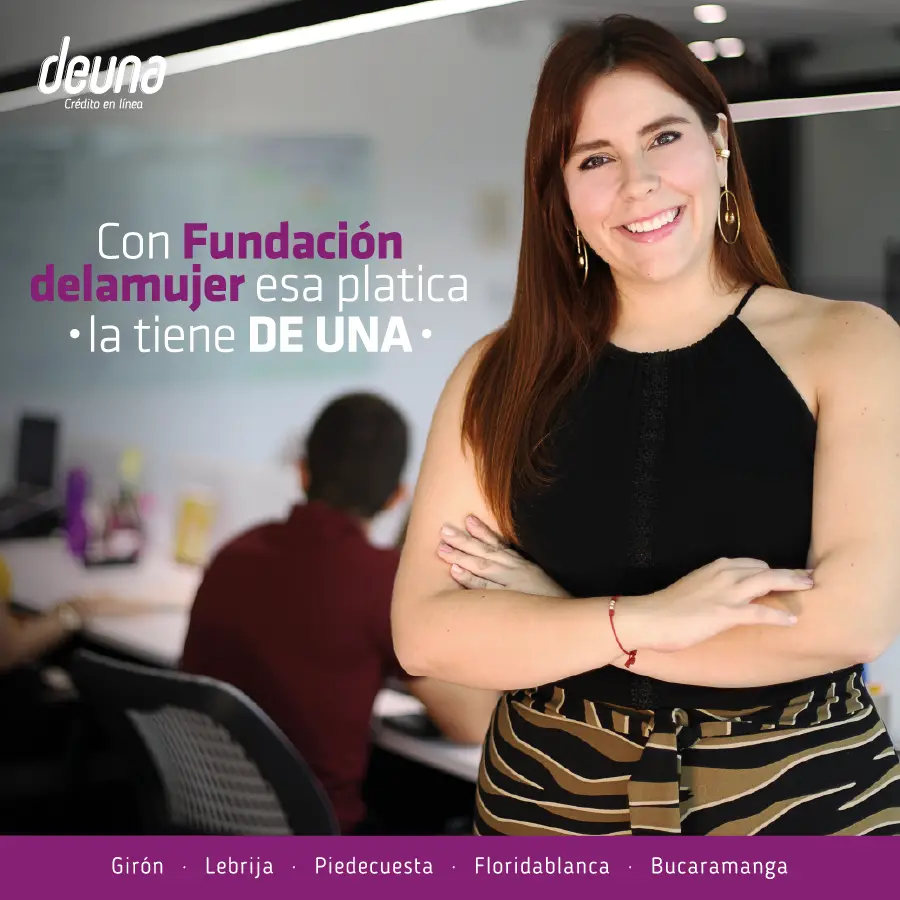 deuna
Crédito en línea
Con Fundación
delamujer esa platica
• la tiene DE UNA •
Girón · Lebrija · Piedecuesta · Floridablanca · Bucaramanga